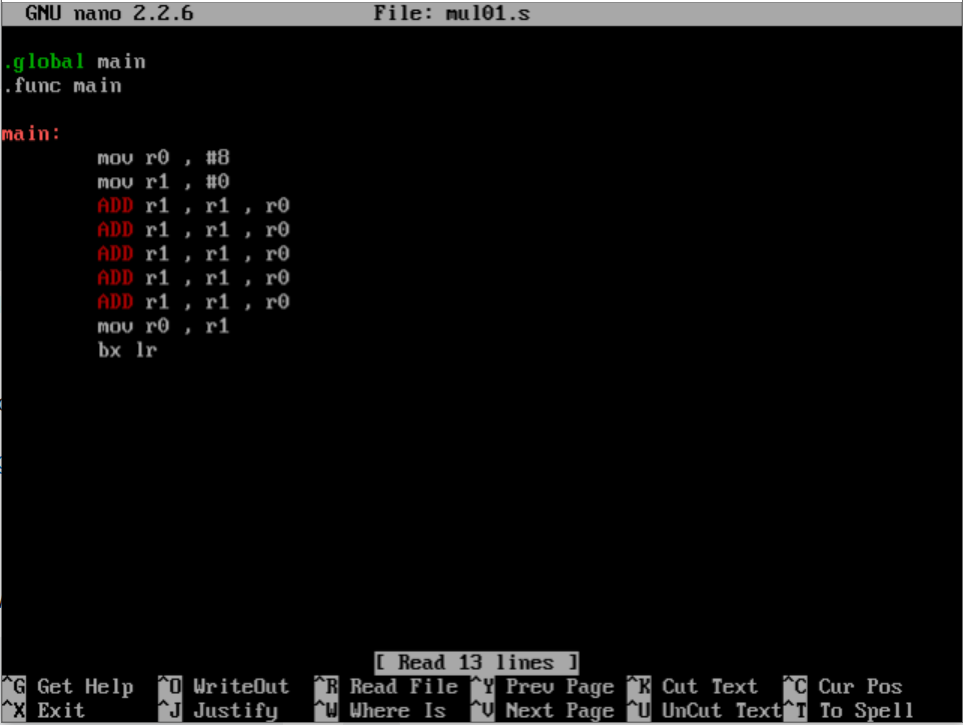 GNU nano 2.2.6 File: mul01.s
.global main
.func main
main:
mov r0 , #8
mov r1 , #0
ADD r1 , r1 , r0
ADD r1 , r1 , r0
ADD r1 , r1 , r0
ADD r1 , r1 , r0
ADD r1 , r1 , r0
mov r0 , r1
bx lr
[ Read 13 lines ]
^G Get Help ^O WriteOut ^R Read File ^Y Prev Page ^K Cut Text ^C Cur Pos
^X Exit ^J Justify ^W Where Is ^V Next Page ^U UnCut Text ^T To Spell